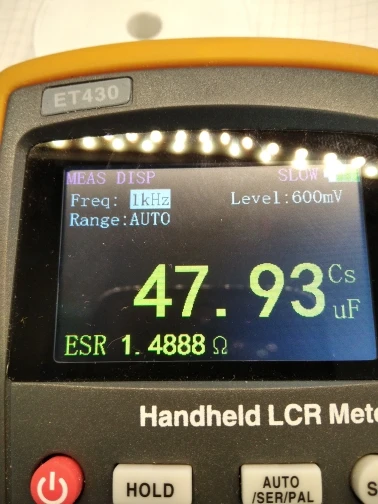 ET430
MEAS DISP SLOW
Freq: 1kHz Level:600mV
Range:AUTO
47.93 Cs uF
ESR 1.4888 Ω
Handheld LCR
HOLD
AUTO
/SER/PAL